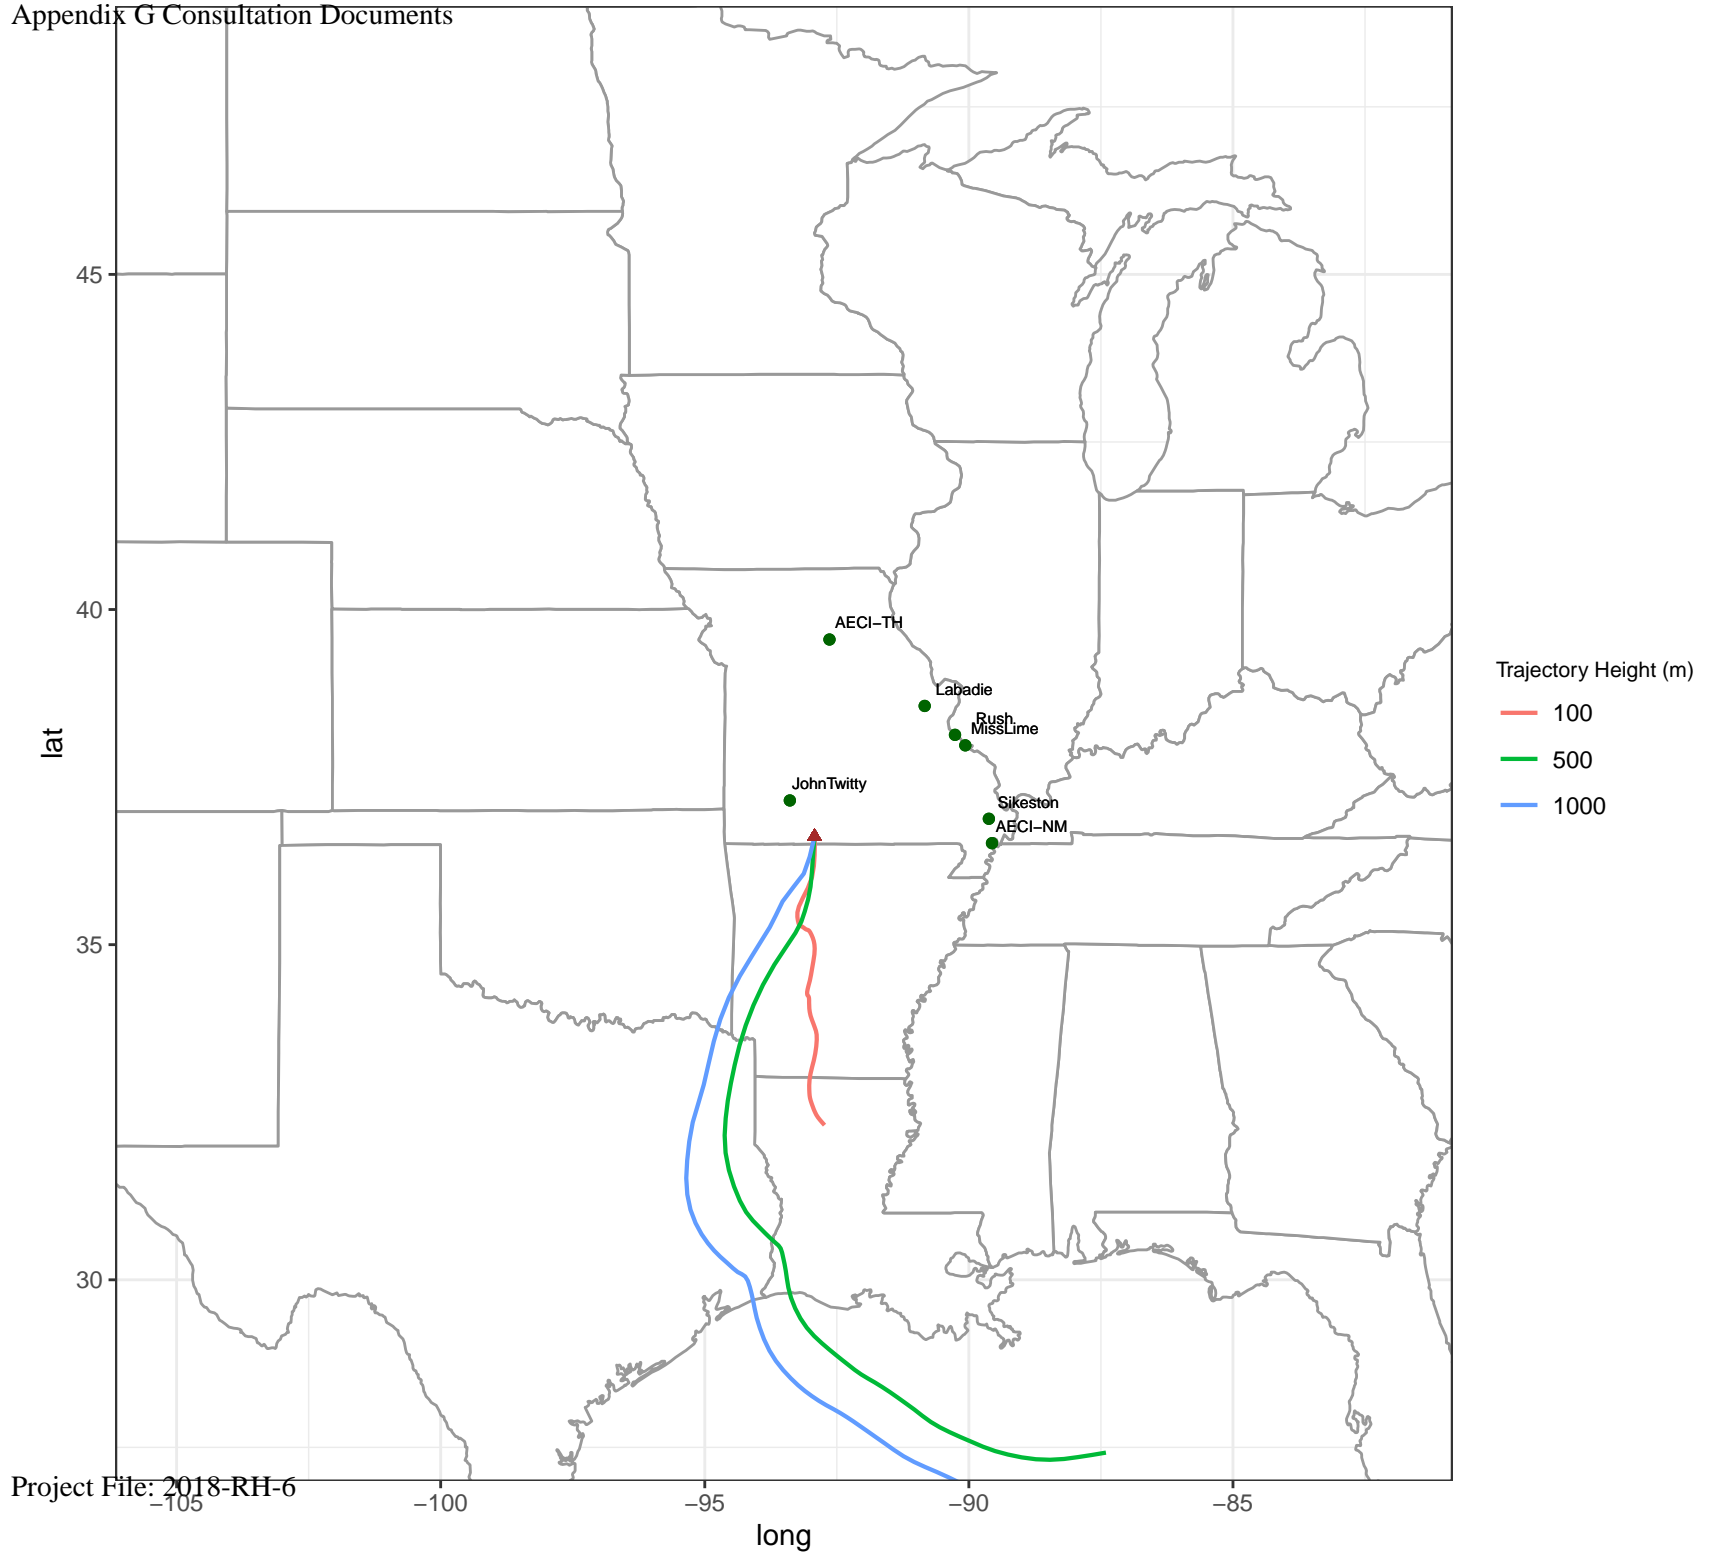 Appendix G Consultation Documents
45
40
35
30
lat
AECI−TH
Labadie
Rush
MissLime
JohnTwitty
Sikeston
AECI−NM
Trajectory Height (m)
100
500
1000
Project File: 2018-RH-6
−105
−100
−95
−90
−85
long